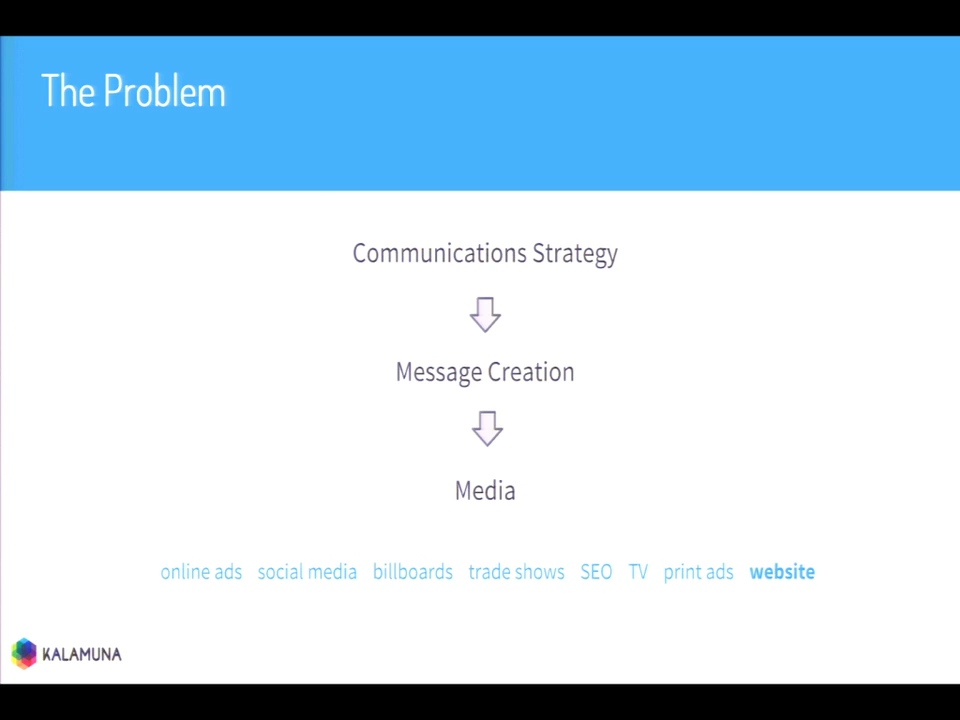 The Problem
Communications Strategy
Message Creation
Media
online ads social media billboards trade shows SEO TV print ads website
KALAMUNA